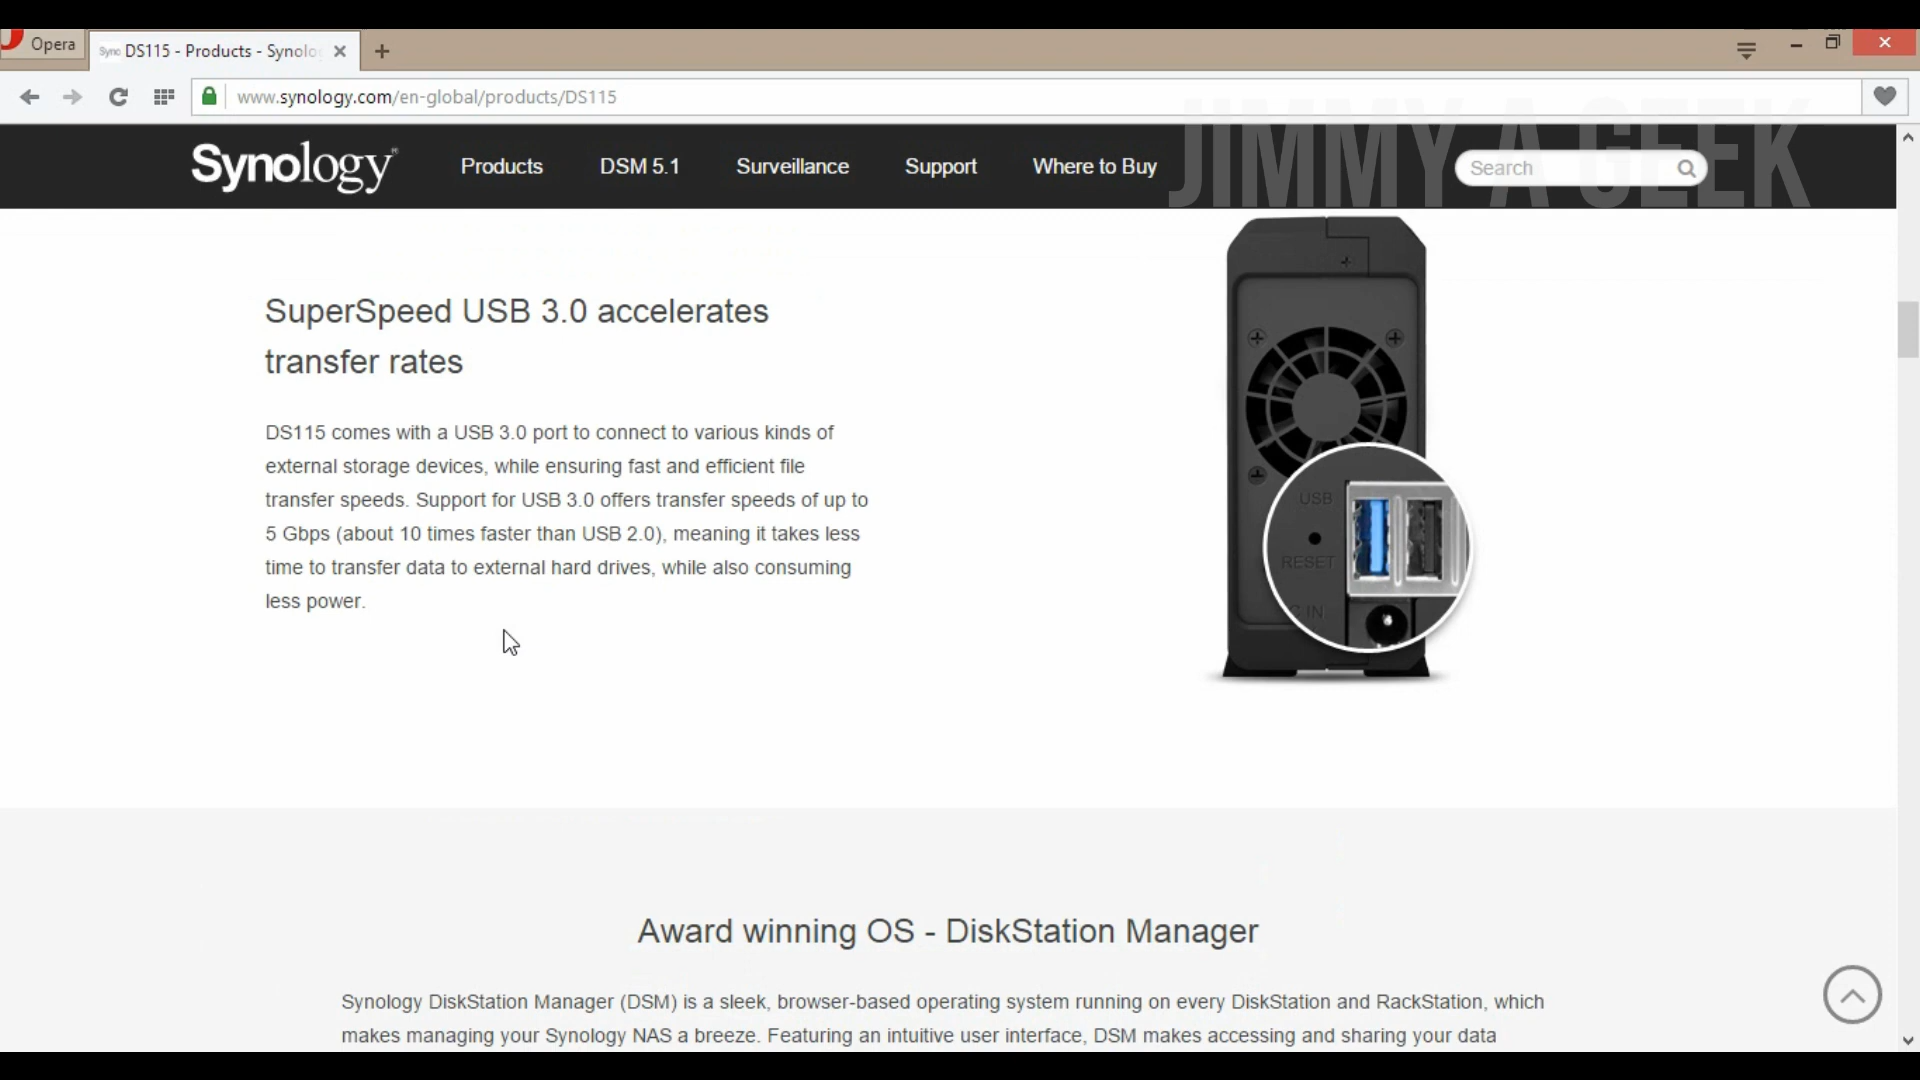 Opera
Sync DS115 - Products - Synolo
www.synology.com/en-global/products/DS115
JIMMY A GEEK
Synology®
Products
DSM 5.1
Surveillance
Support
Where to Buy
Search
SuperSpeed USB 3.0 accelerates
transfer rates
DS115 comes with a USB 3.0 port to connect to various kinds of
external storage devices, while ensuring fast and efficient file
transfer speeds. Support for USB 3.0 offers transfer speeds of up to
5 Gbps (about 10 times faster than USB 2.0), meaning it takes less
time to transfer data to external hard drives, while also consuming
less power.
USB
RESET
C IN
Award winning OS - DiskStation Manager
Synology DiskStation Manager (DSM) is a sleek, browser-based operating system running on every DiskStation and RackStation, which
makes managing your Synology NAS a breeze. Featuring an intuitive user interface, DSM makes accessing and sharing your data